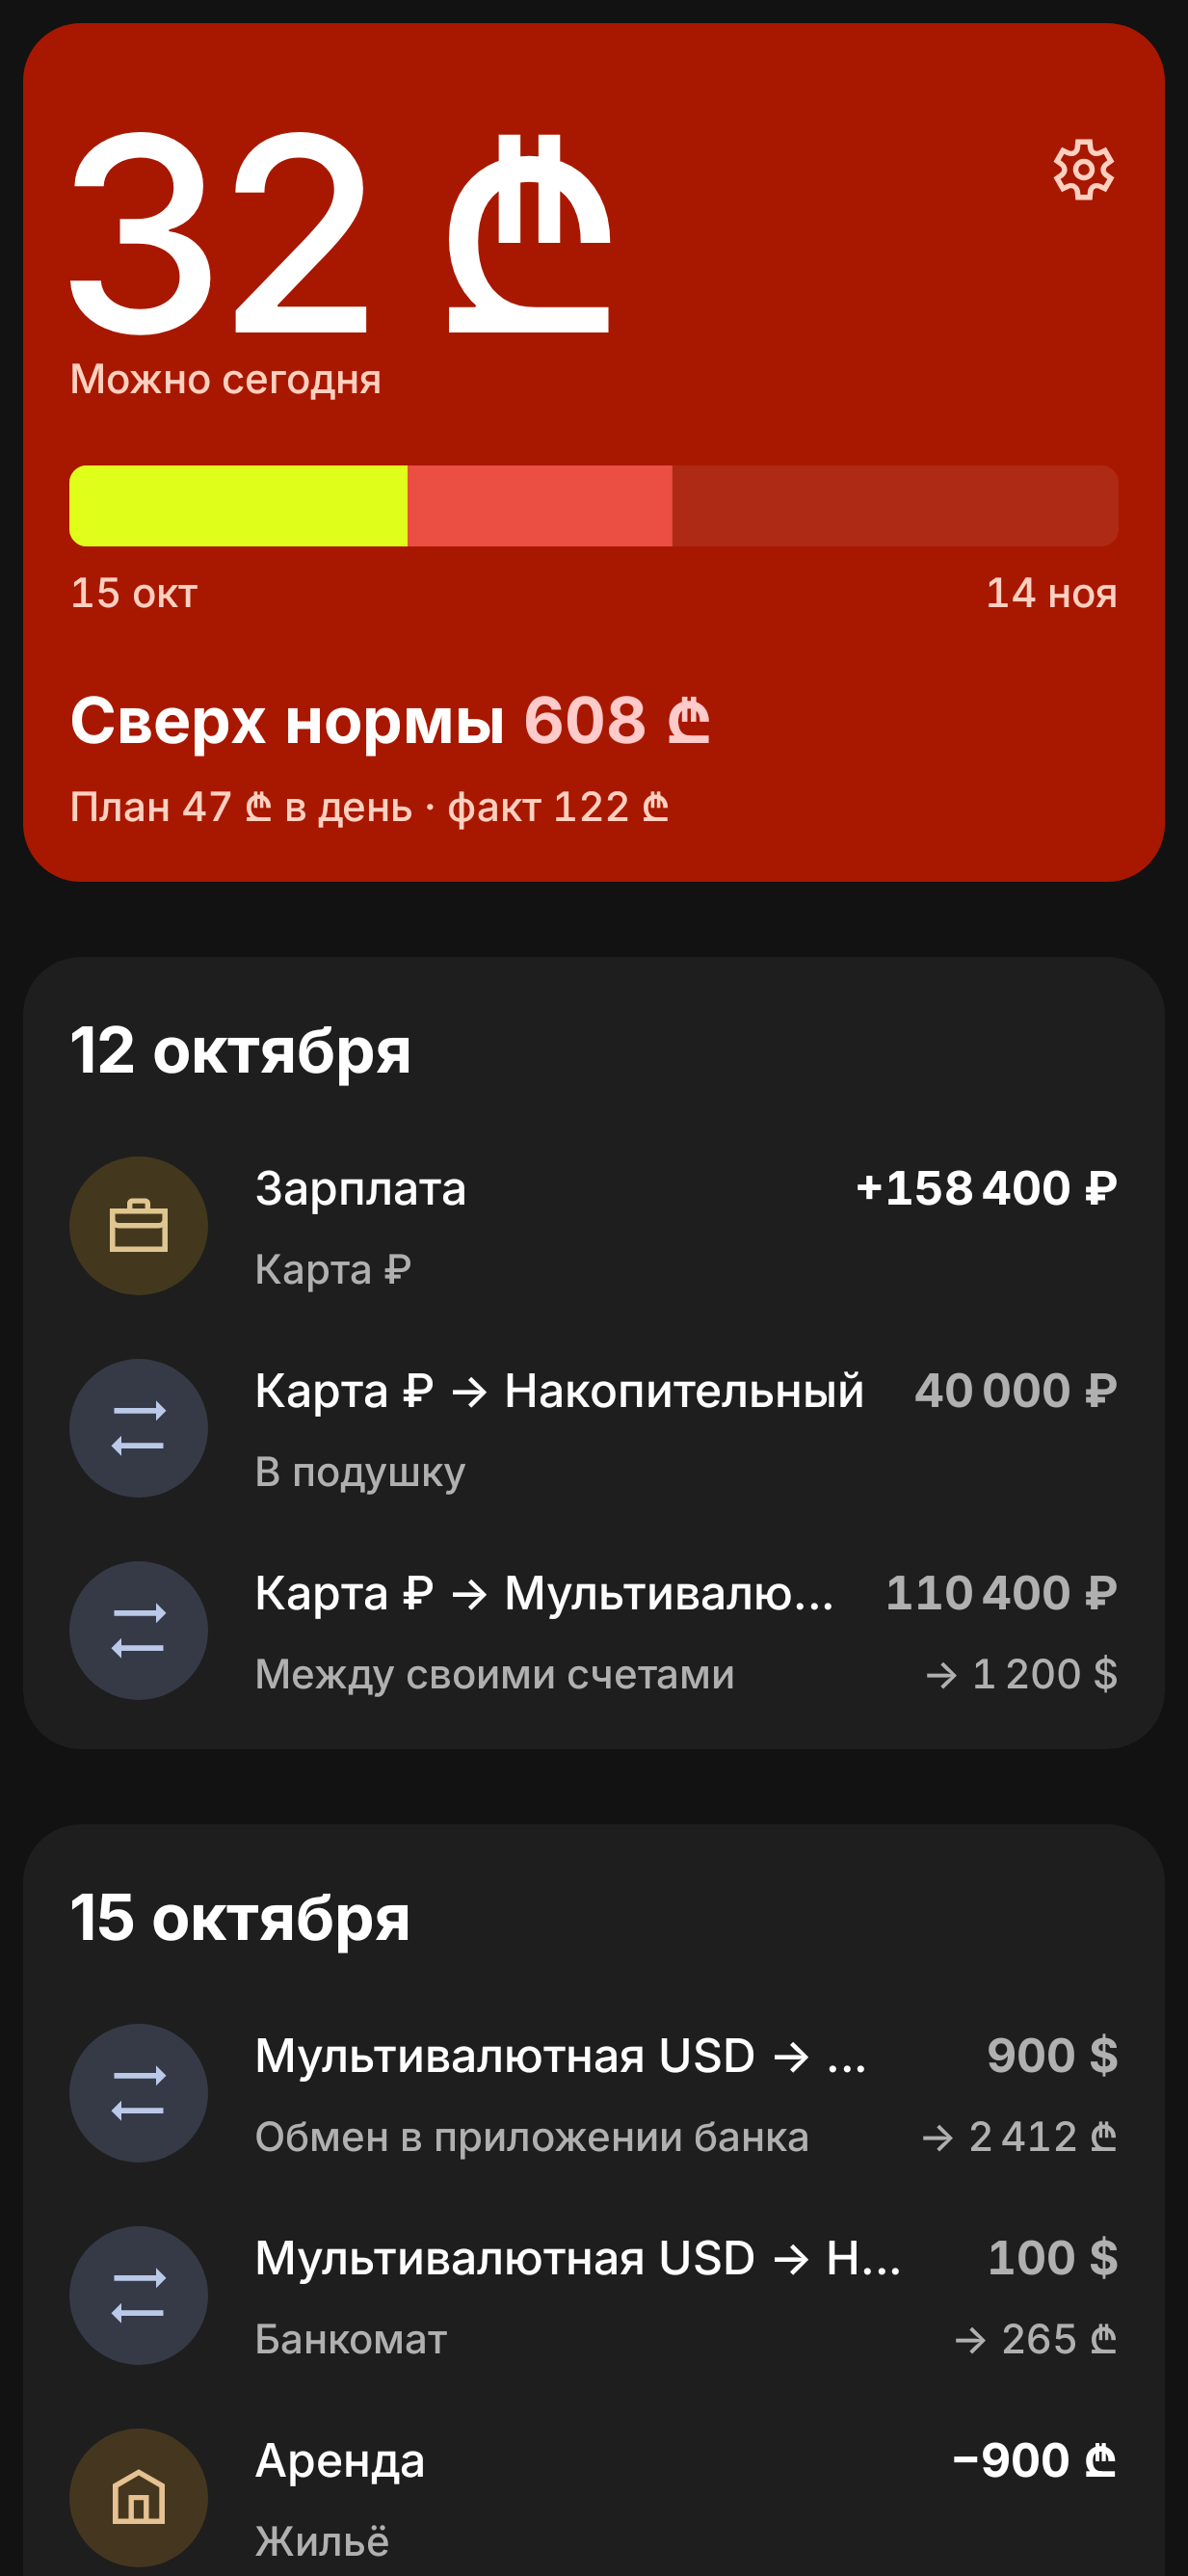 32 ₾
Можно сегодня
15 окт
14 ноя
Сверх нормы 608 ₾
План 47 ₾ в день · факт 122 ₾
12 октября
Зарплата
+158 400 ₽
Карта ₽
Карта ₽ → Накопительный
40 000 ₽
В подушку
Карта ₽ → Мультивалю...
110 400 ₽
Между своими счетами
→ 1 200 $
15 октября
Мультивалютная USD → ...
900 $
Обмен в приложении банка
→ 2 412 ₾
Мультивалютная USD → Н...
100 $
Банкомат
→ 265 ₾
Аренда
−900 ₾
Жильё